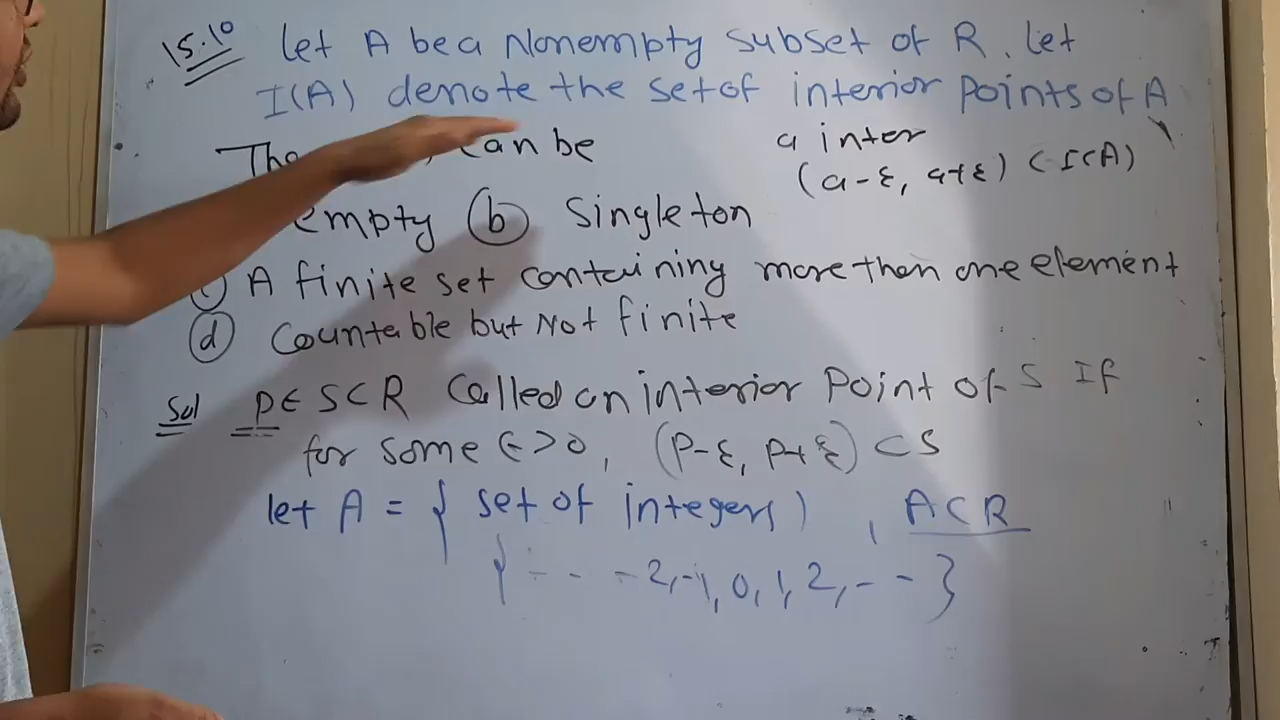 15.10 Let A be a Nonempty subset of R. Let
I(A) denote the set of interior points of A
can be
a inter
(a-ε, a+ε) ⊂ I(A)
empty (b) Singleton
A finite set containing more than one element
(d) Countable but Not finite
Sol P∈ S⊂R Called an interior Point of S If
for some ε>0, (P-ε, P+ε) ⊂ S
let A = { set of integers} , A⊂R
{ - - - 2, -1, 0, 1, 2, - - }